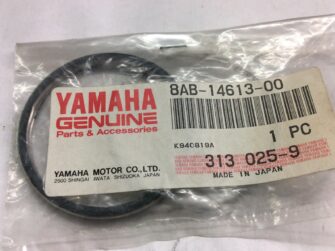 YAMAHA
GENUINE
Parts & Accessories
YAMAHA MOTOR CO.,LTD.
2500 SHINGAI IWATA SHIZUOKA JAPAN
8AB-14613-00
1 PC
K940819A
313 025-9
MADE IN JAPAN